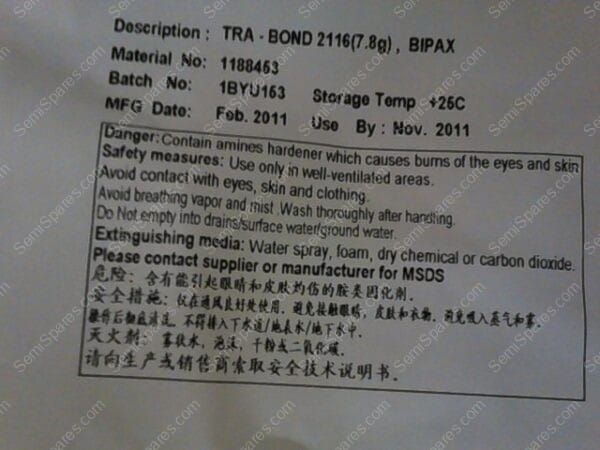 Description : TRA - BOND 2116(7.8g) , BIPAX
Material No: 1188453
Batch No: 1BYU153 Storage Temp +25C
MFG Date: Feb. 2011 Use By : Nov. 2011
Danger: Contain amines hardener which causes burns of the eyes and skin
Safety measures: Use only in well-ventilated areas.
Avoid contact with eyes, skin and clothing.
Avoid breathing vapor and mist .Wash thoroughly after handling.
Do Not empty into drains/surface water/ground water.
Extinguishing media: Water spray, foam, dry chemical or carbon dioxide.
Please contact supplier or manufacturer for MSDS
危险: 含有能引起眼睛和皮肤灼伤的胺类固化剂.
安全措施: 仅在通风良好处使用. 避免接触眼睛, 皮肤和衣物. 避免吸入蒸气和雾.
操作后彻底清洗. 不得排入下水道/地表水/地下水中.
灭火剂: 雾状水, 泡沫, 干粉或二氧化碳.
请向生产或销售商索取安全技术说明书.
SemiSpares.com